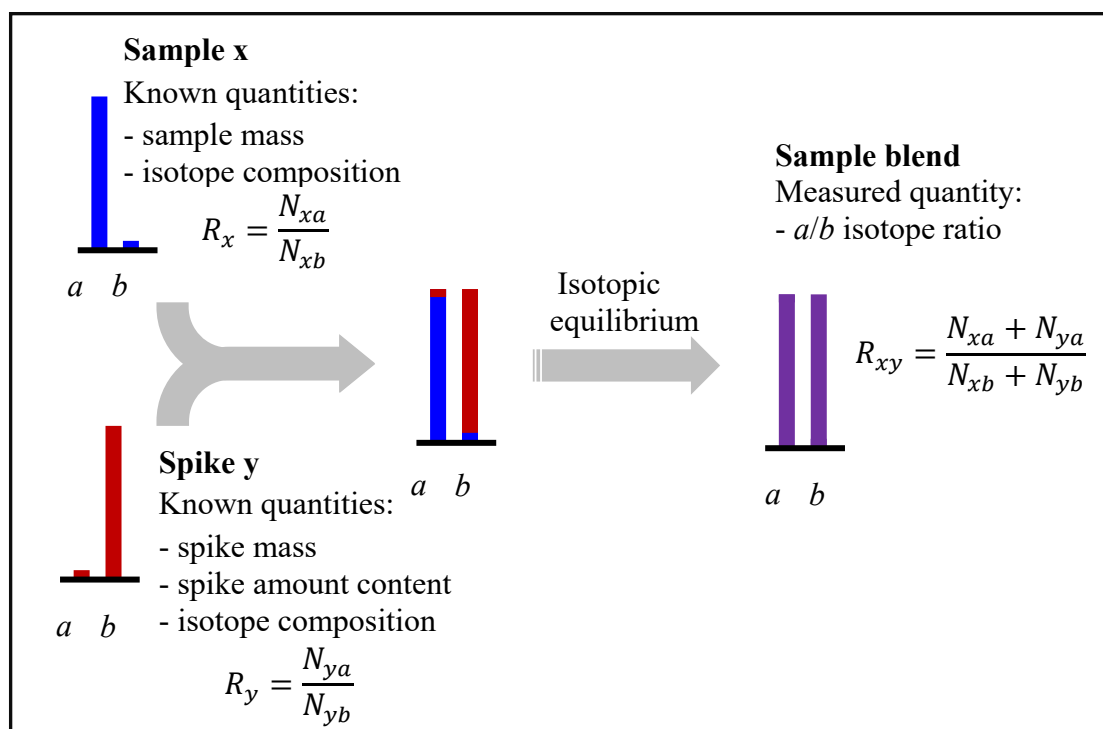 Sample x
Known quantities:
- sample mass
- isotope composition
R_x = N_xa / N_xb
a b
Spike y
Known quantities:
- spike mass
- spike amount content
- isotope composition
R_y = N_ya / N_yb
a b
a b
Isotopic
equilibrium
Sample blend
Measured quantity:
- a/b isotope ratio
R_xy = (N_xa + N_ya) / (N_xb + N_yb)
a b